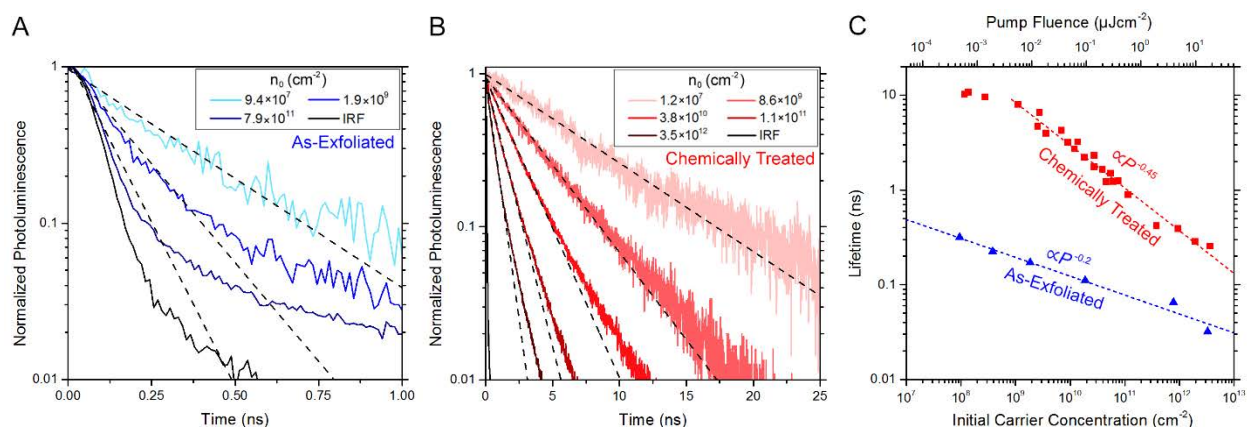 A
Normalized Photoluminescence
1
0.1
0.01
n₀ (cm⁻²)
9.4×10⁷ 1.9×10⁹
7.9×10¹¹ IRF
As-Exfoliated
0.00 0.25 0.50 0.75 1.00
Time (ns)
B
Normalized Photoluminescence
1
0.1
0.01
n₀ (cm⁻²)
1.2×10⁷ 8.6×10⁹
3.8×10¹⁰ 1.1×10¹¹
3.5×10¹² IRF
Chemically Treated
0 5 10 15 20 25
Time (ns)
C
Pump Fluence (μJcm⁻²)
10⁻⁴ 10⁻³ 10⁻² 10⁻¹ 10⁰ 10¹
Lifetime (ns)
10
1
0.1
0.01
∝P⁻⁰·⁴⁵
Chemically Treated
∝P⁻⁰·²
As-Exfoliated
10⁷ 10⁸ 10⁹ 10¹⁰ 10¹¹ 10¹² 10¹³
Initial Carrier Concentration (cm⁻²)